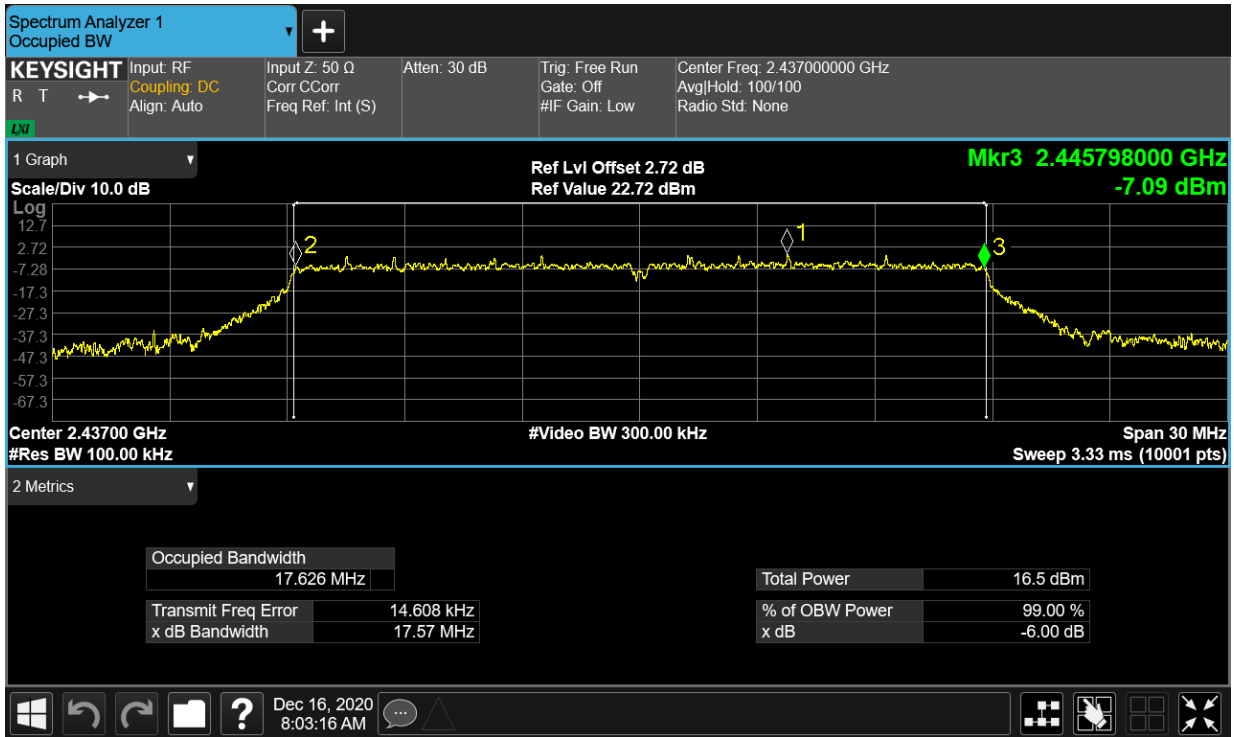 Spectrum Analyzer 1
Occupied BW
KEYSIGHT
R T
LXI
Input: RF
Coupling: DC
Align: Auto
Input Z: 50 Ω
Corr CCorr
Freq Ref: Int (S)
Atten: 30 dB
Trig: Free Run
Gate: Off
#IF Gain: Low
Center Freq: 2.437000000 GHz
Avg|Hold: 100/100
Radio Std: None
1 Graph
Scale/Div 10.0 dB
Ref Lvl Offset 2.72 dB
Ref Value 22.72 dBm
Mkr3 2.445798000 GHz
-7.09 dBm
Log
12.7
2.72
-7.28
-17.3
-27.3
-37.3
-47.3
-57.3
-67.3
2
1
3
Center 2.43700 GHz
#Res BW 100.00 kHz
#Video BW 300.00 kHz
Span 30 MHz
Sweep 3.33 ms (10001 pts)
2 Metrics
Occupied Bandwidth
17.626 MHz
Transmit Freq Error 14.608 kHz
x dB Bandwidth 17.57 MHz
Total Power 16.5 dBm
% of OBW Power 99.00 %
x dB -6.00 dB
?
Dec 16, 2020
8:03:16 AM